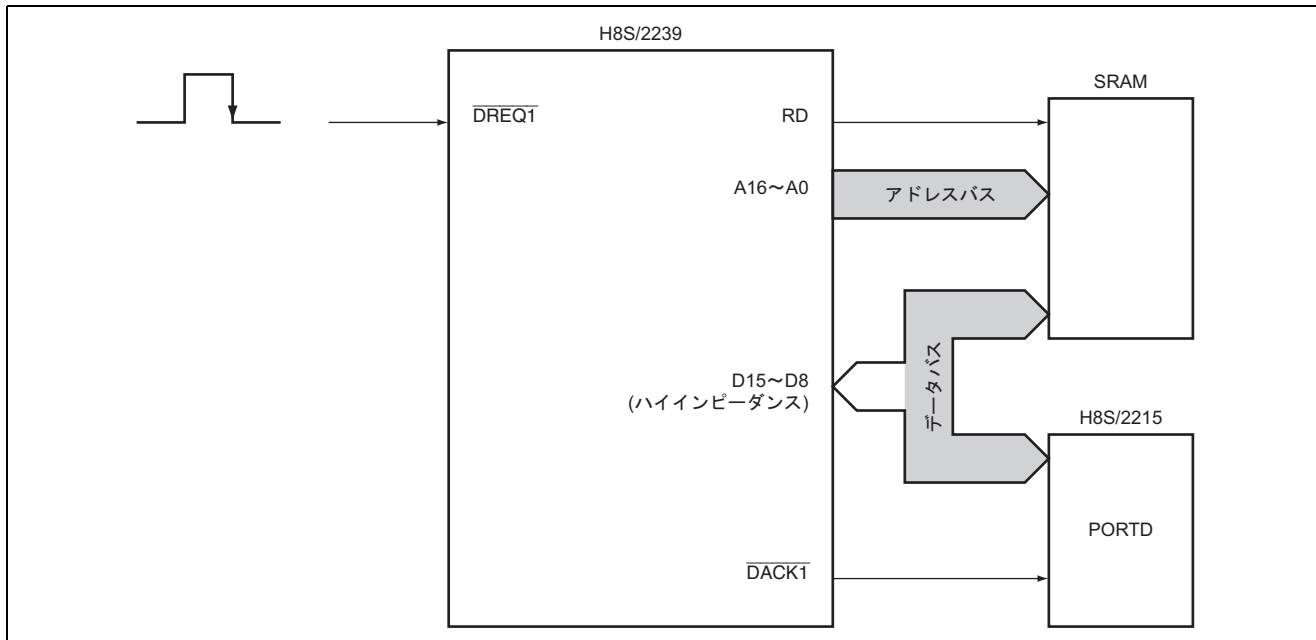 H8S/2239
DREQ1
RD
SRAM
A16～A0
アドレスバス
D15～D8
(ハイインピーダンス)
データバス
H8S/2215
PORTD
DACK1